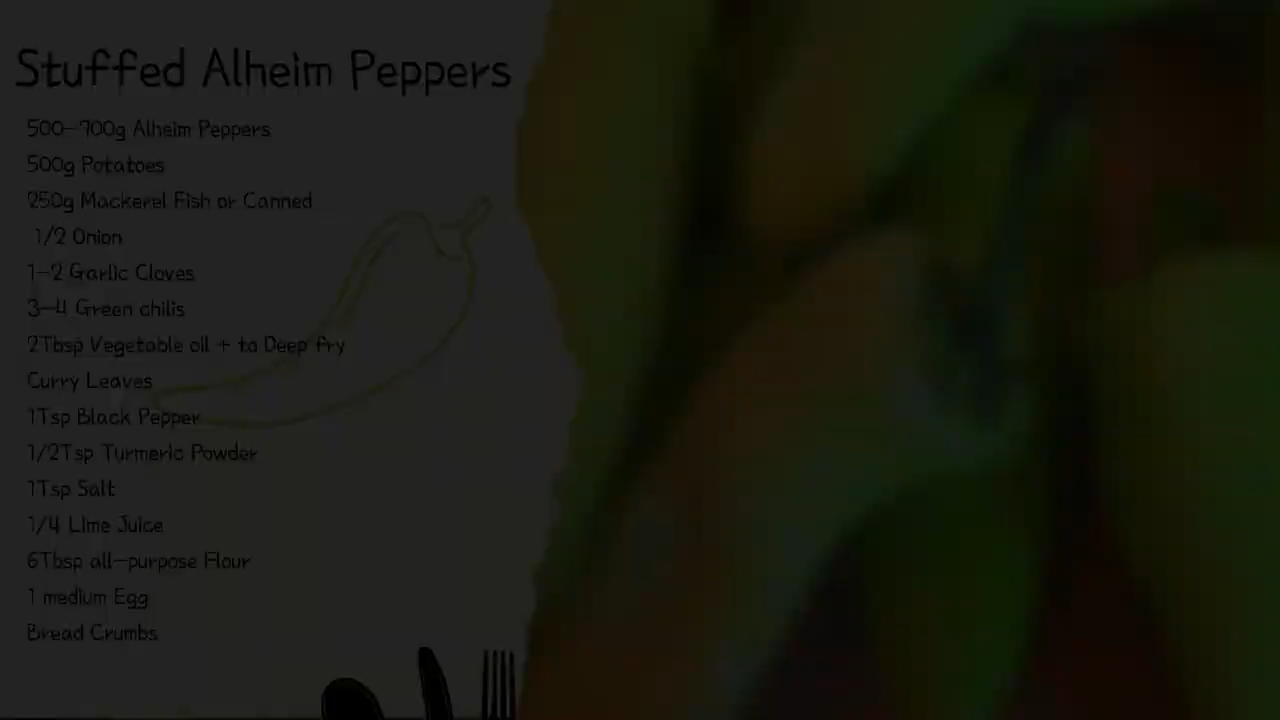 Stuffed Alheim Peppers
500-700g Alheim Peppers
500g Potatoes
250g Mackerel Fish or Canned
1/2 Onion
1-2 Garlic Cloves
3-4 Green chilis
2Tbsp Vegetable oil + to Deep fry
Curry Leaves
1Tsp Black Pepper
1/2Tsp Turmeric Powder
1Tsp Salt
1/4 Lime Juice
6Tbsp all-purpose Flour
1 medium Egg
Bread Crumbs